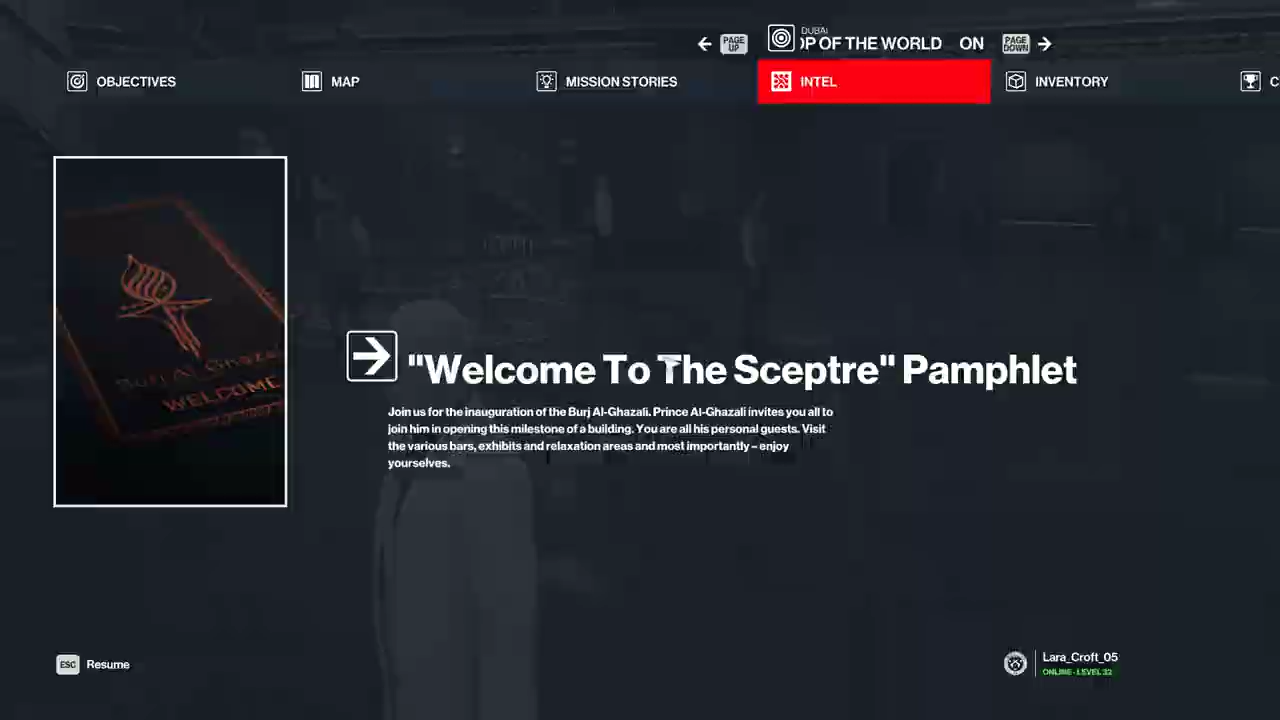 DUBAI
PAGE UP
OP OF THE WORLD ON
PAGE DOWN
OBJECTIVES
MAP
MISSION STORIES
INTEL
INVENTORY
C
Burj Al-Ghazali
WELCOME
"Welcome To The Sceptre" Pamphlet
Join us for the inauguration of the Burj Al-Ghazali. Prince Al-Ghazali invites you all to
join him in opening this milestone of a building. You are all his personal guests. Visit
the various bars, exhibits and relaxation areas and most importantly – enjoy
yourselves.
ESC Resume
Lara_Croft_05
ONLINE - LEVEL 32